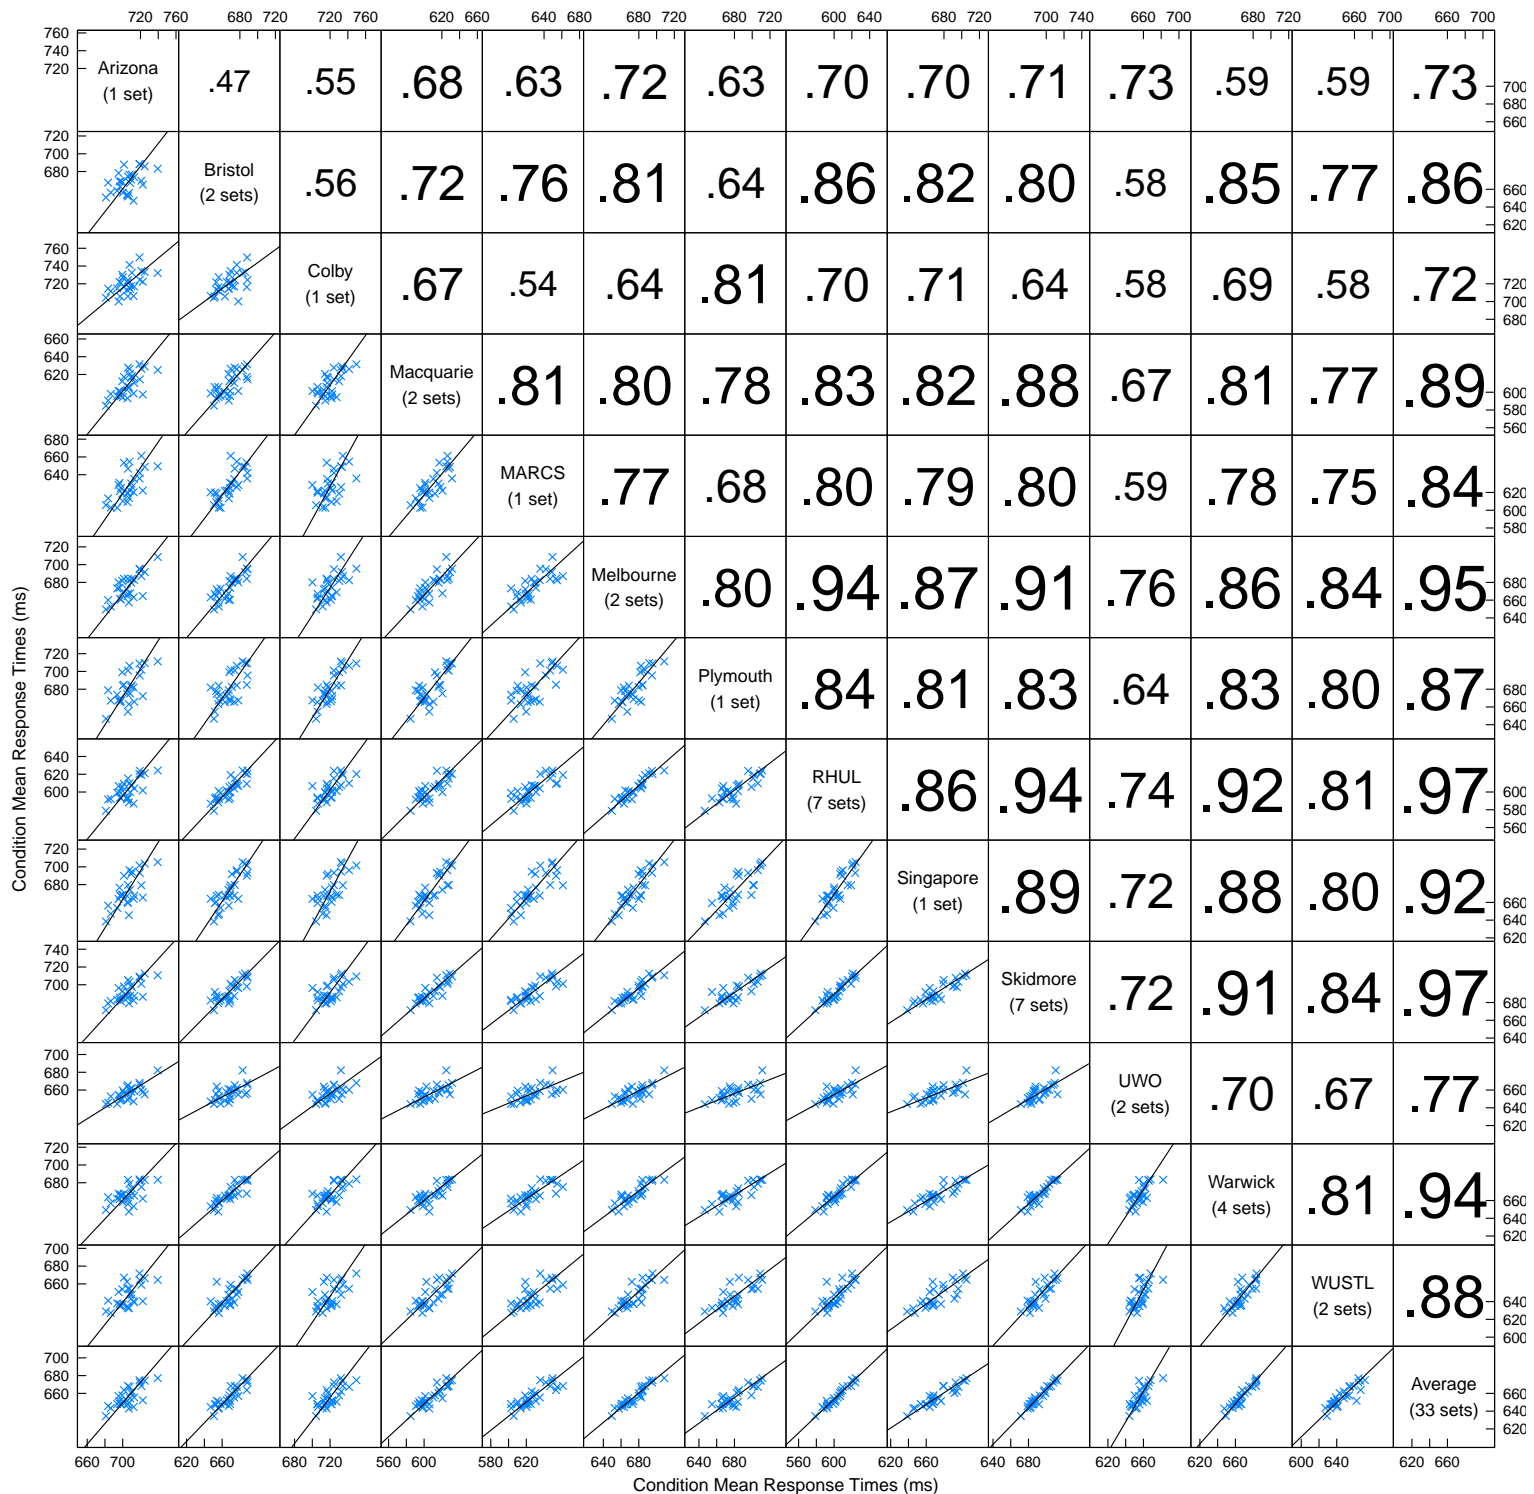 720 760 680 720 720 760 620 640 680 680 720 680 720 600 640 680 720 700 740 660 700 680 720 660 700 660 700
760
740
720
Arizona
(1 set)
.47 .55 .68 .63 .72 .63 .70 .70 .71 .73 .59 .59 .73
700
680
660
720
700
680
Bristol
(2 sets)
.56 .72 .76 .81 .64 .86 .82 .80 .58 .85 .77 .86
660
640
620
760
740
720
Colby
(1 set)
.67 .54 .64 .81 .70 .71 .64 .58 .69 .58 .72
720
700
680
660
640
620
Macquarie
(2 sets)
.81 .80 .78 .83 .82 .88 .67 .81 .77 .89
600
580
560
680
660
640
MARCS
(1 set)
.77 .68 .80 .79 .80 .59 .78 .75 .84
620
600
580
720
700
680
Melbourne
(2 sets)
.80 .94 .87 .91 .76 .86 .84 .95
680
660
640
720
700
680
Plymouth
(1 set)
.84 .81 .83 .64 .83 .80 .87
680
660
640
640
620
600
RHUL
(7 sets)
.86 .94 .74 .92 .81 .97
600
580
560
720
700
680
Singapore
(1 set)
.89 .72 .88 .80 .92
660
640
620
740
720
700
Skidmore
(7 sets)
.72 .91 .84 .97
680
660
640
700
680
660
UWO
(2 sets)
.70 .67 .77
660
640
620
720
700
680
Warwick
(4 sets)
.81 .94
660
640
620
700
680
660
WUSTL
(2 sets)
.88
640
620
600
700
680
660
Average
(33 sets)
660
640
620
660 700 620 660 680 720 560 600 580 620 640 680 640 680 560 600 620 660 640 680 620 660 620 660 600 640 620 660
Condition Mean Response Times (ms)
Condition Mean Response Times (ms)